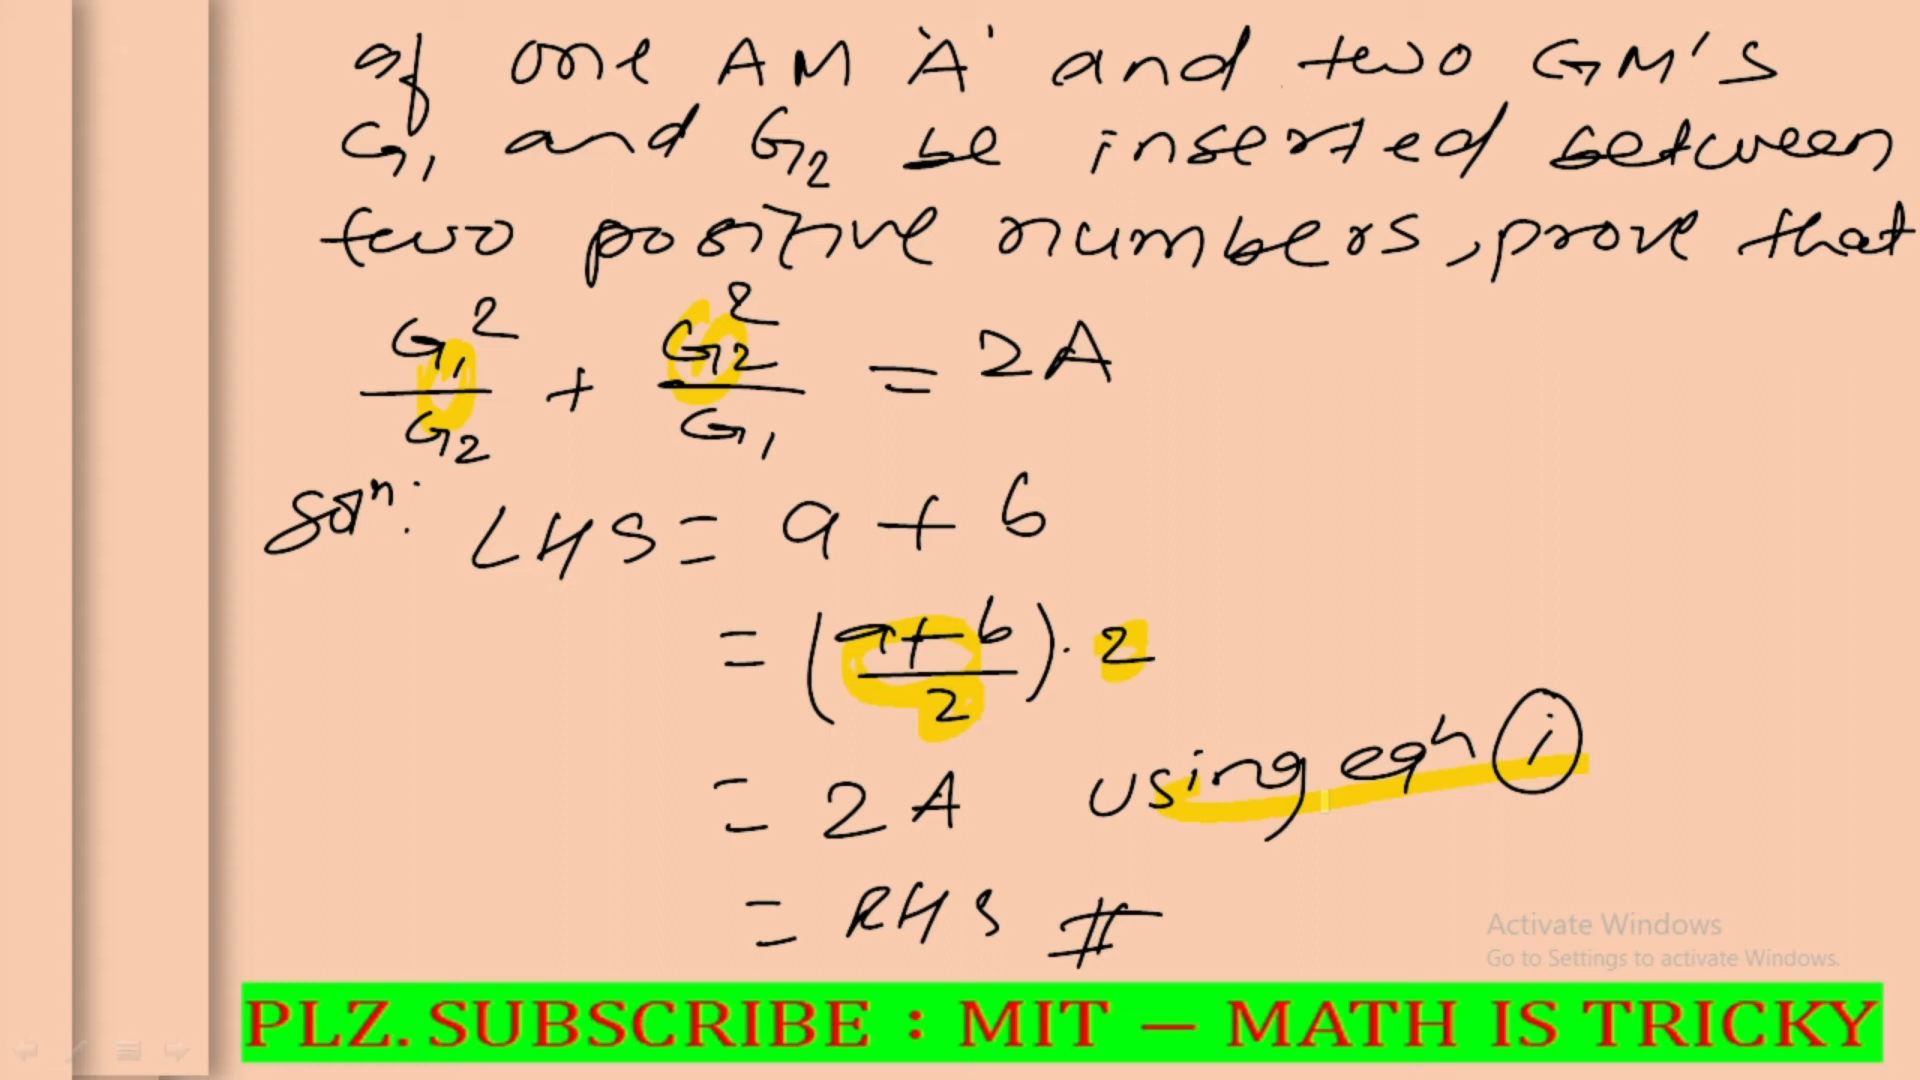 of one AM 'A' and two GM's
G₁ and G₂ be inserted between
two positive numbers, prove that
G₁²/G₂ + G₂²/G₁ = 2A
Solⁿ: LHS = a + b
= (a+b/2) · 2
= 2A using eqn (i)
= RHS #
Activate Windows
Go to Settings to activate Windows.
PLZ. SUBSCRIBE : MIT – MATH IS TRICKY